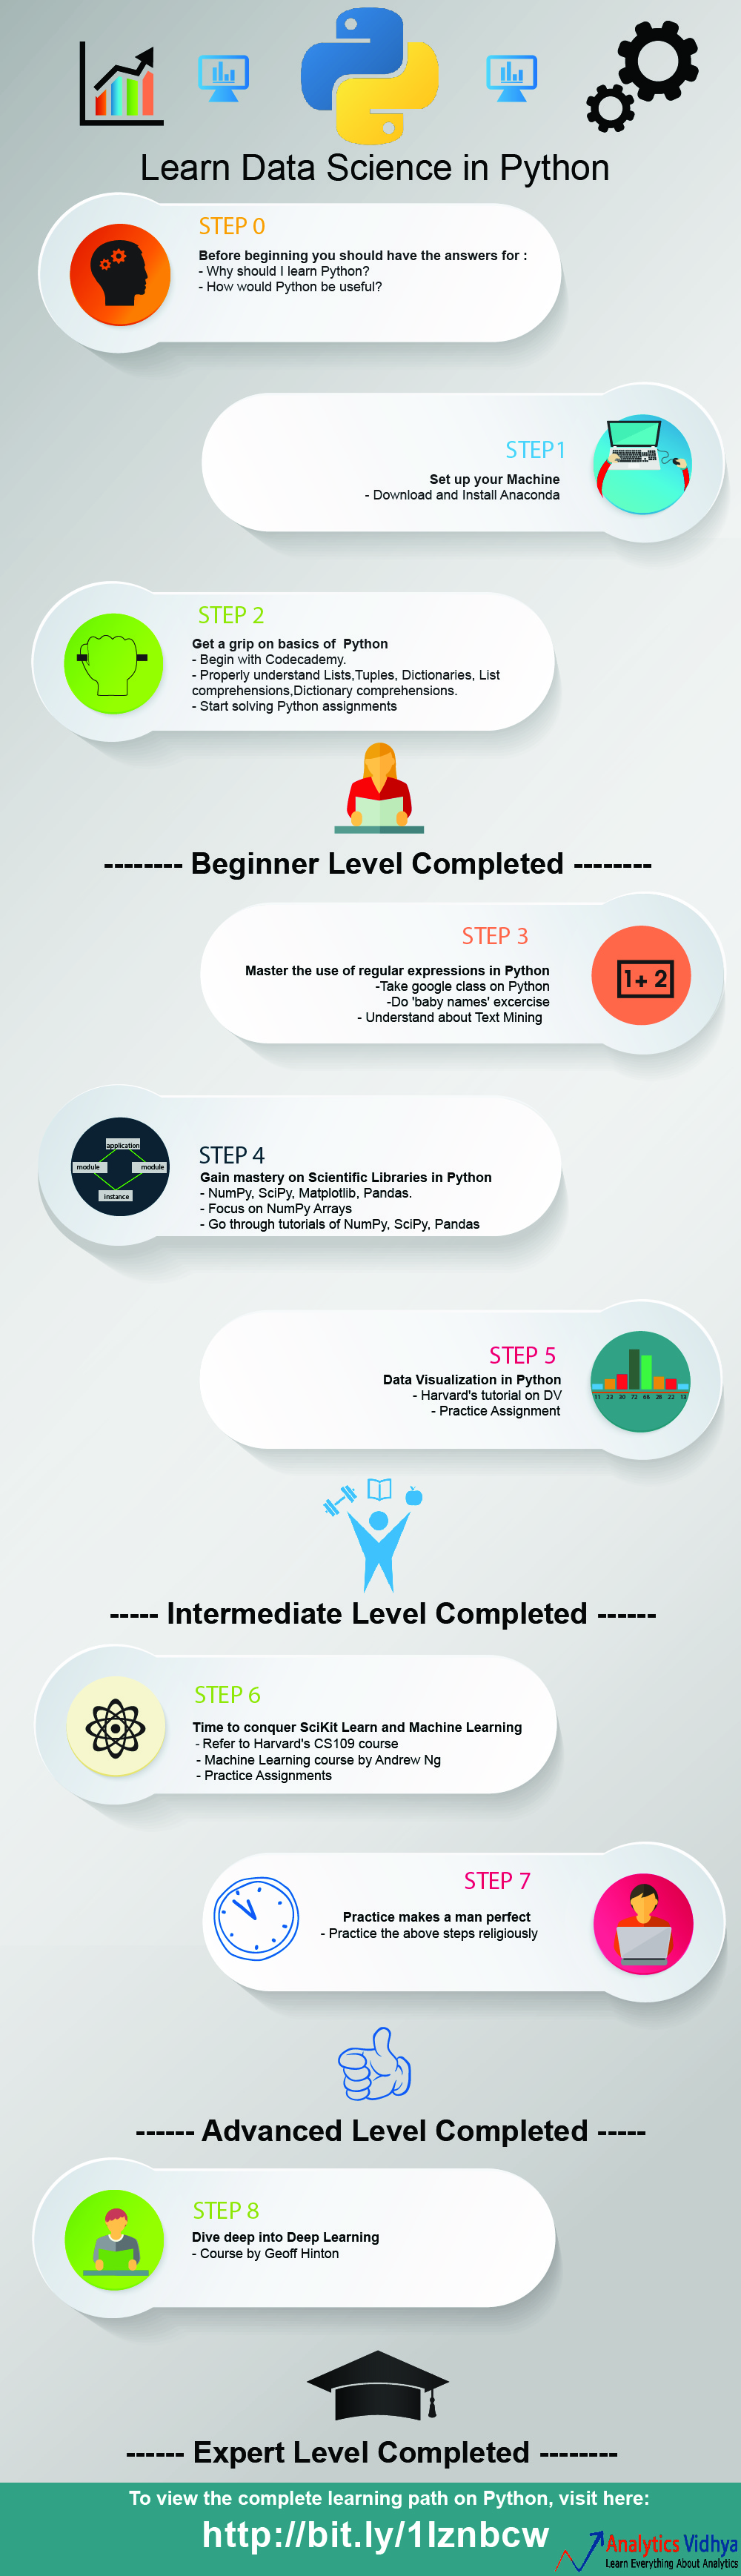 Learn Data Science in Python
STEP 0
Before beginning you should have the answers for :
- Why should I learn Python?
- How would Python be useful?
STEP1
Set up your Machine
- Download and Install Anaconda
STEP 2
Get a grip on basics of Python
- Begin with Codecademy.
- Properly understand Lists,Tuples, Dictionaries, List
comprehensions,Dictionary comprehensions.
- Start solving Python assignments
-------- Beginner Level Completed --------
STEP 3
Master the use of regular expressions in Python
-Take google class on Python
-Do 'baby names' excercise
- Understand about Text Mining
1+ 2
application
module module
instance
STEP 4
Gain mastery on Scientific Libraries in Python
- NumPy, SciPy, Matplotlib, Pandas.
- Focus on NumPy Arrays
- Go through tutorials of NumPy, SciPy, Pandas
STEP 5
Data Visualization in Python
- Harvard's tutorial on DV
- Practice Assignment
11 23 30 72 68 26 22 13
----- Intermediate Level Completed ------
STEP 6
Time to conquer SciKit Learn and Machine Learning
- Refer to Harvard's CS109 course
- Machine Learning course by Andrew Ng
- Practice Assignments
STEP 7
Practice makes a man perfect
- Practice the above steps religiously
------ Advanced Level Completed -----
STEP 8
Dive deep into Deep Learning
- Course by Geoff Hinton
------ Expert Level Completed --------
To view the complete learning path on Python, visit here:
http://bit.ly/1lznbcw
Analytics Vidhya
Learn Everything About Analytics